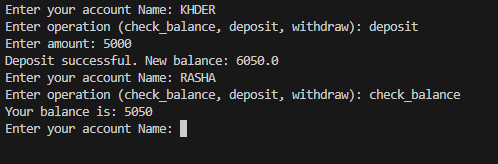 Enter your account Name: KHDER
Enter operation (check_balance, deposit, withdraw): deposit
Enter amount: 5000
Deposit successful. New balance: 6050.0
Enter your account Name: RASHA
Enter operation (check_balance, deposit, withdraw): check_balance
Your balance is: 5050
Enter your account Name: